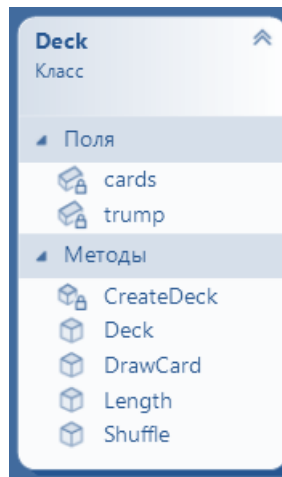 Deck
Класс
Поля
cards
trump
Методы
CreateDeck
Deck
DrawCard
Length
Shuffle